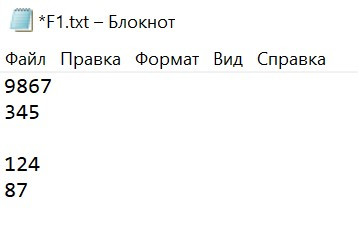 *F1.txt – Блокнот
Файл Правка Формат Вид Справка
9867
345
124
87